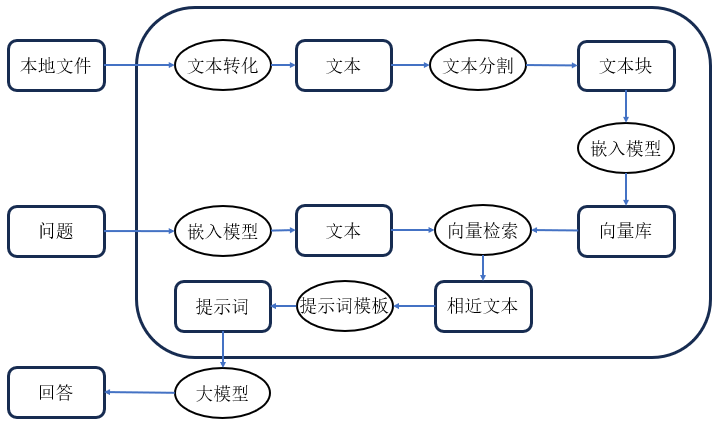 本地文件
文本转化
文本
文本分割
文本块
嵌入模型
问题
嵌入模型
文本
向量检索
向量库
提示词
提示词模板
相近文本
回答
大模型